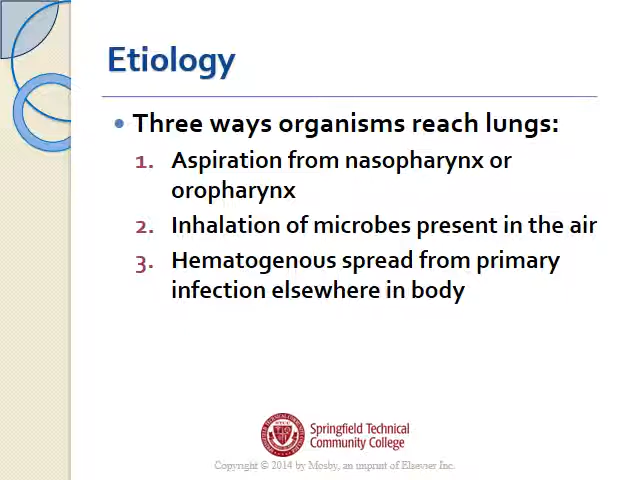 Etiology
• Three ways organisms reach lungs:
1. Aspiration from nasopharynx or
oropharynx
2. Inhalation of microbes present in the air
3. Hematogenous spread from primary
infection elsewhere in body
Springfield Technical
Community College
Copyright © 2014 by Mosby, an imprint of Elsevier Inc.